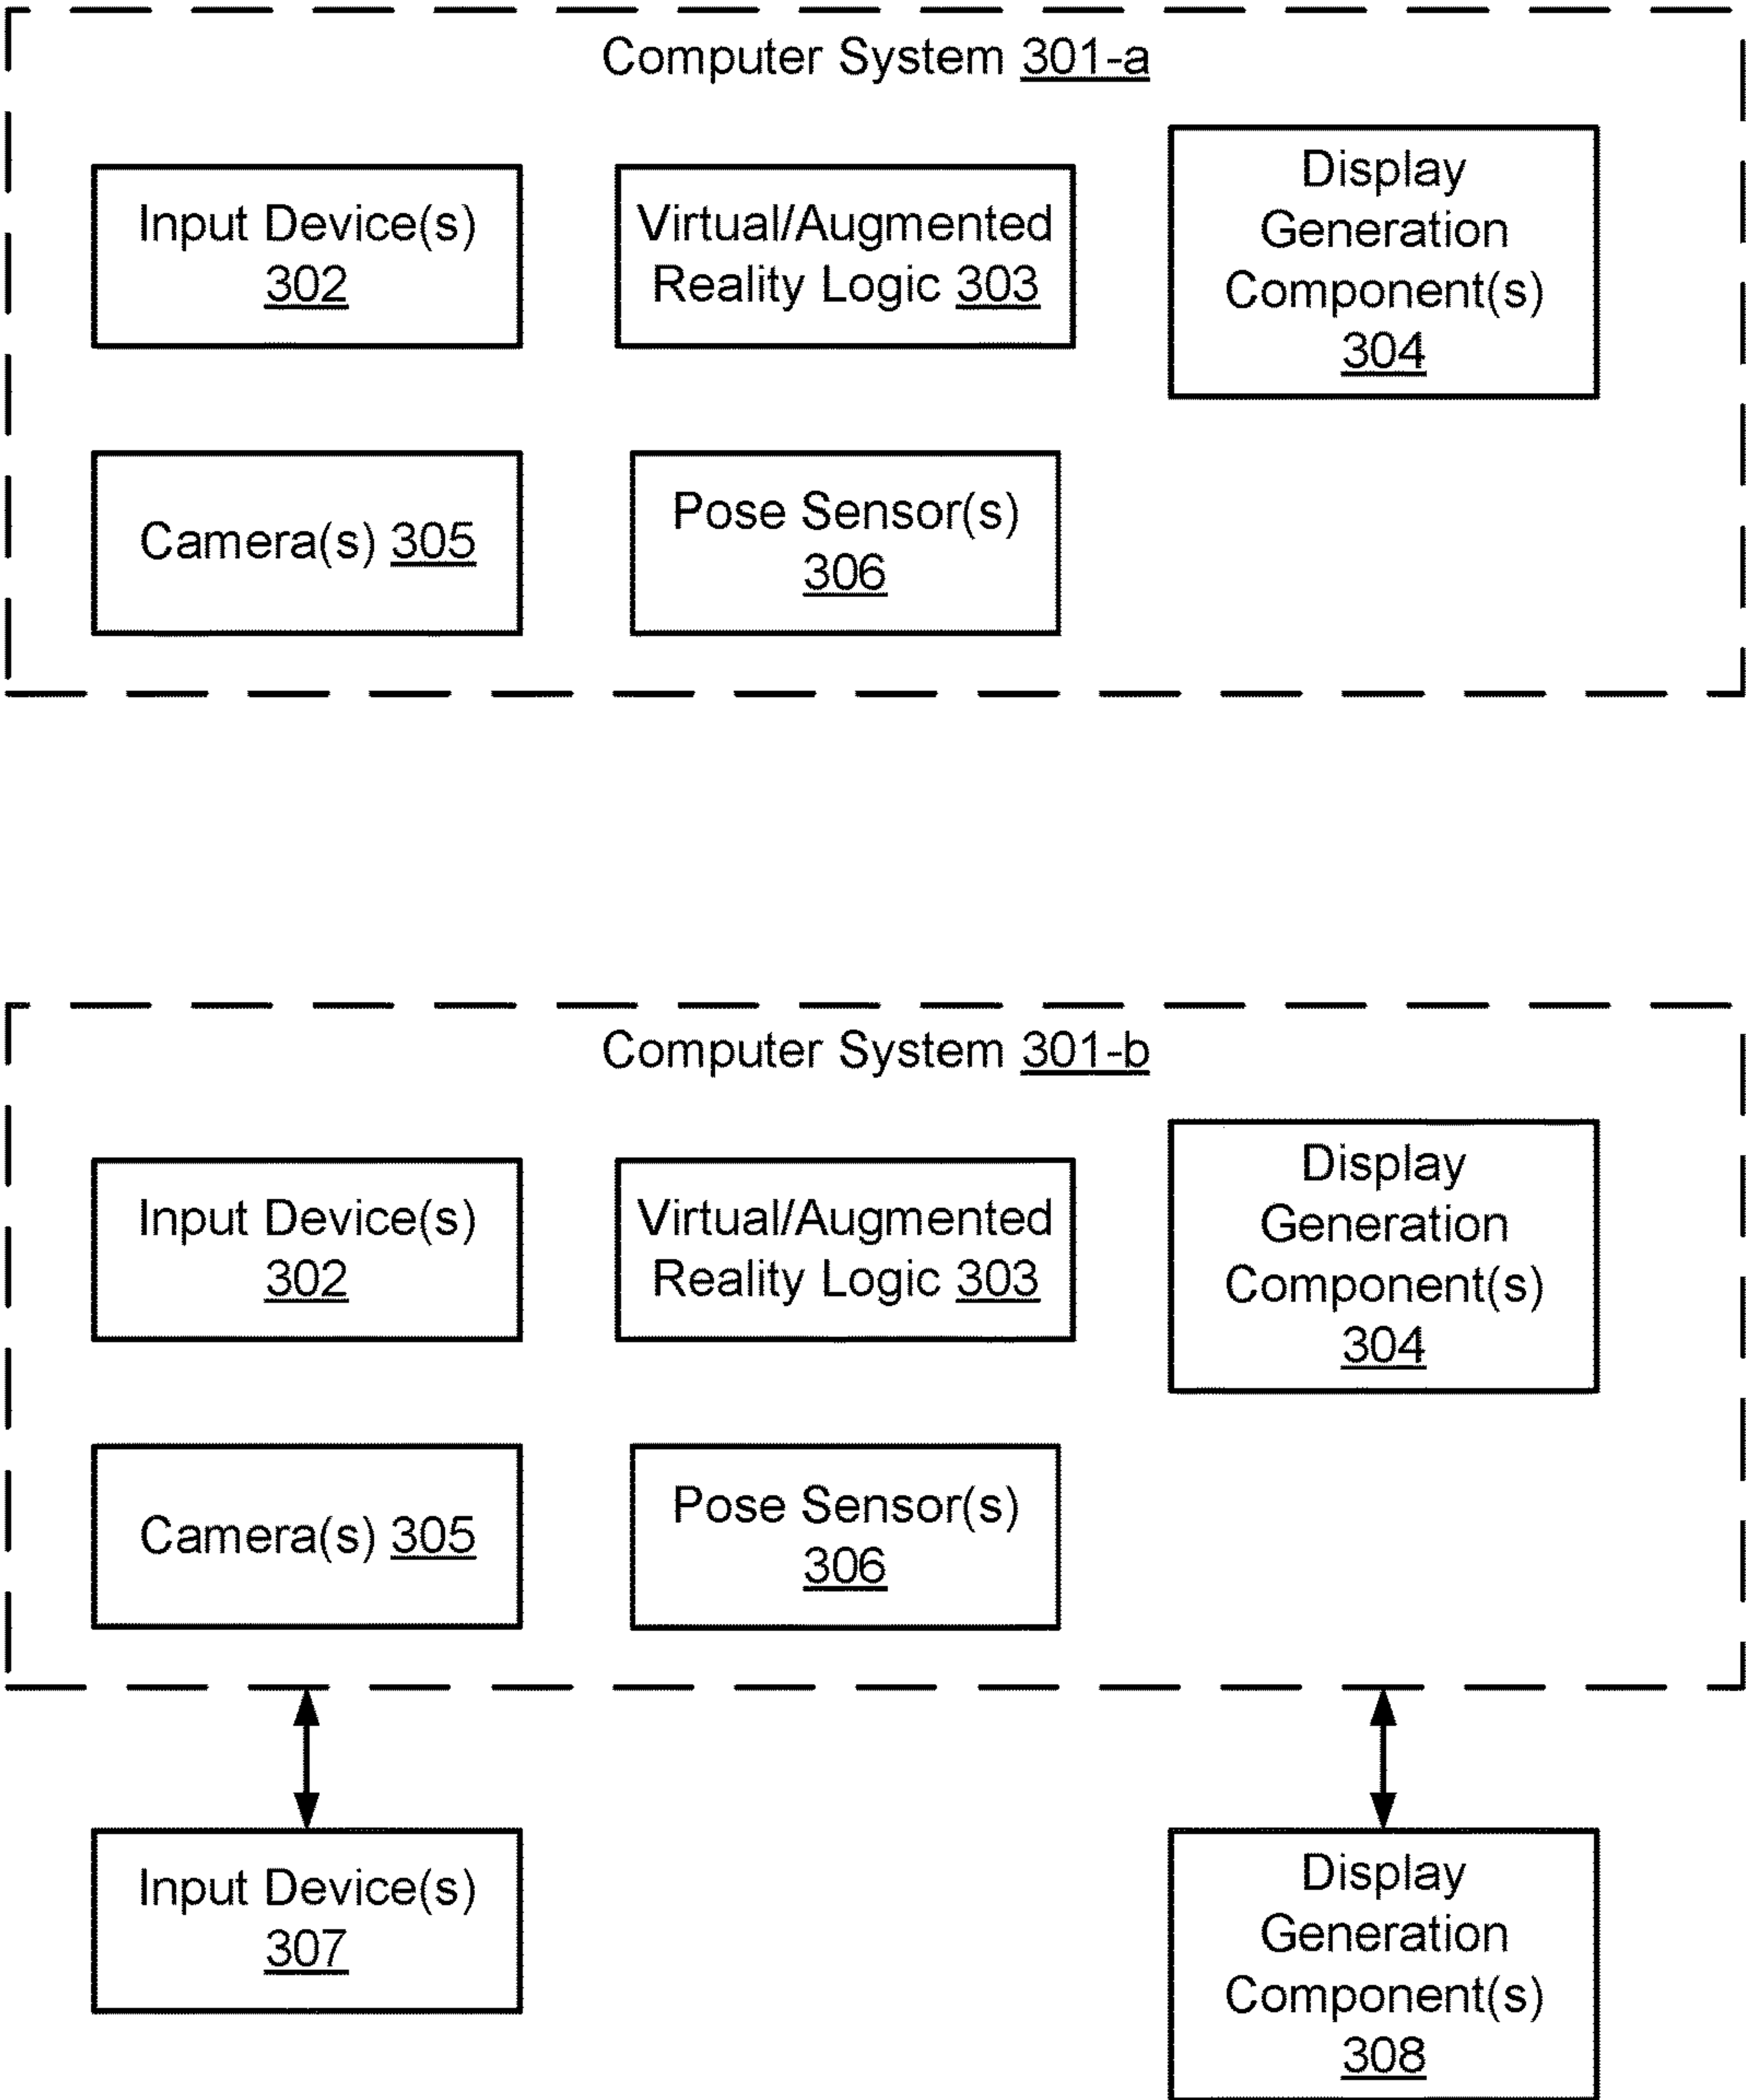 Computer System 301-a
Input Device(s)
302
Virtual/Augmented
Reality Logic 303
Display
Generation
Component(s)
304
Camera(s) 305
Pose Sensor(s)
306
Computer System 301-b
Input Device(s)
302
Virtual/Augmented
Reality Logic 303
Display
Generation
Component(s)
304
Camera(s) 305
Pose Sensor(s)
306
Input Device(s)
307
Display
Generation
Component(s)
308